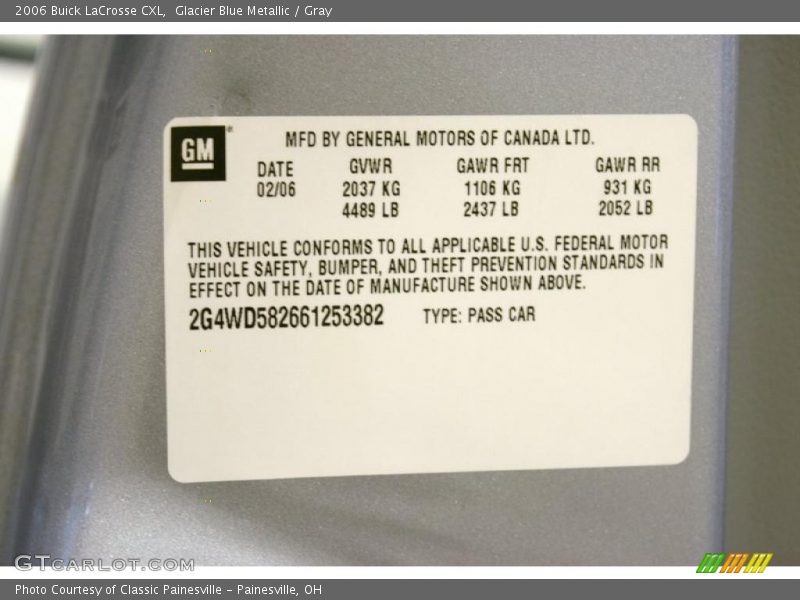 2006 Buick LaCrosse CXL, Glacier Blue Metallic / Gray
GM
MFD BY GENERAL MOTORS OF CANADA LTD.
DATE GVWR GAWR FRT GAWR RR
02/06 2037 KG 1106 KG 931 KG
4489 LB 2437 LB 2052 LB
THIS VEHICLE CONFORMS TO ALL APPLICABLE U.S. FEDERAL MOTOR
VEHICLE SAFETY, BUMPER, AND THEFT PREVENTION STANDARDS IN
EFFECT ON THE DATE OF MANUFACTURE SHOWN ABOVE.
2G4WD582661253382 TYPE: PASS CAR
GTCARLOT.COM
Photo Courtesy of Classic Painesville - Painesville, OH